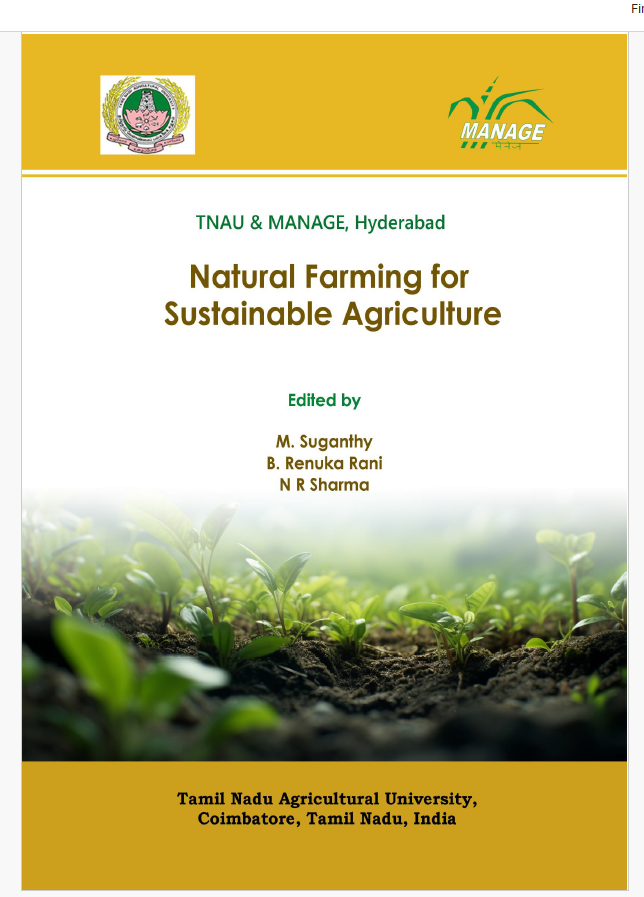 Fi
MANAGE
मैनेज
TNAU & MANAGE, Hyderabad
Natural Farming for
Sustainable Agriculture
Edited by
M. Suganthy
B. Renuka Rani
N R Sharma
Tamil Nadu Agricultural University,
Coimbatore, Tamil Nadu, India